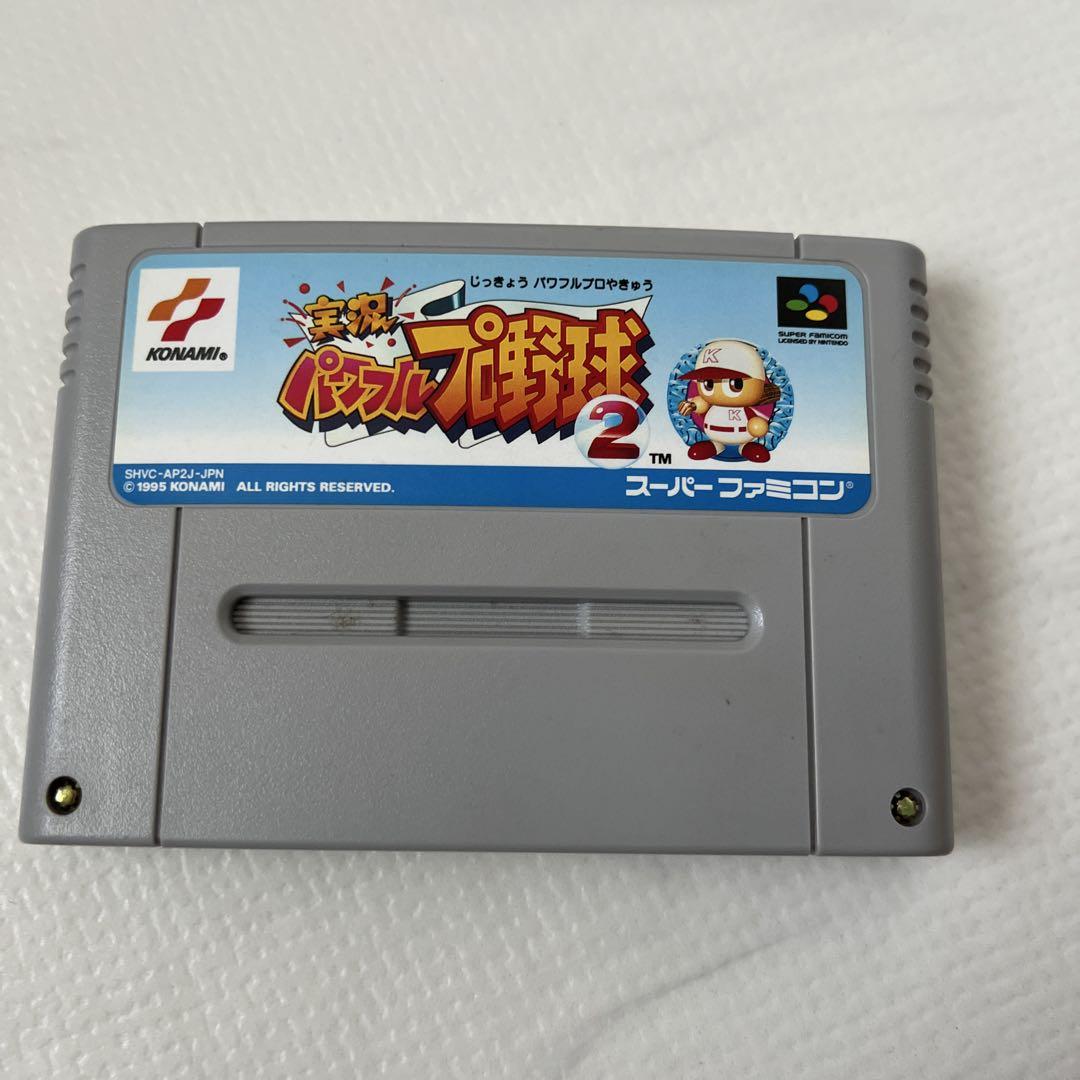 じっきょう パワフルプロやきゅう
実況
パワフルプロ野球
2
TM
KONAMI®
SUPER FAMICOM
LICENSED BY NINTENDO
K
K
SHVC-AP2J-JPN
© 1995 KONAMI ALL RIGHTS RESERVED.
スーパーファミコン®